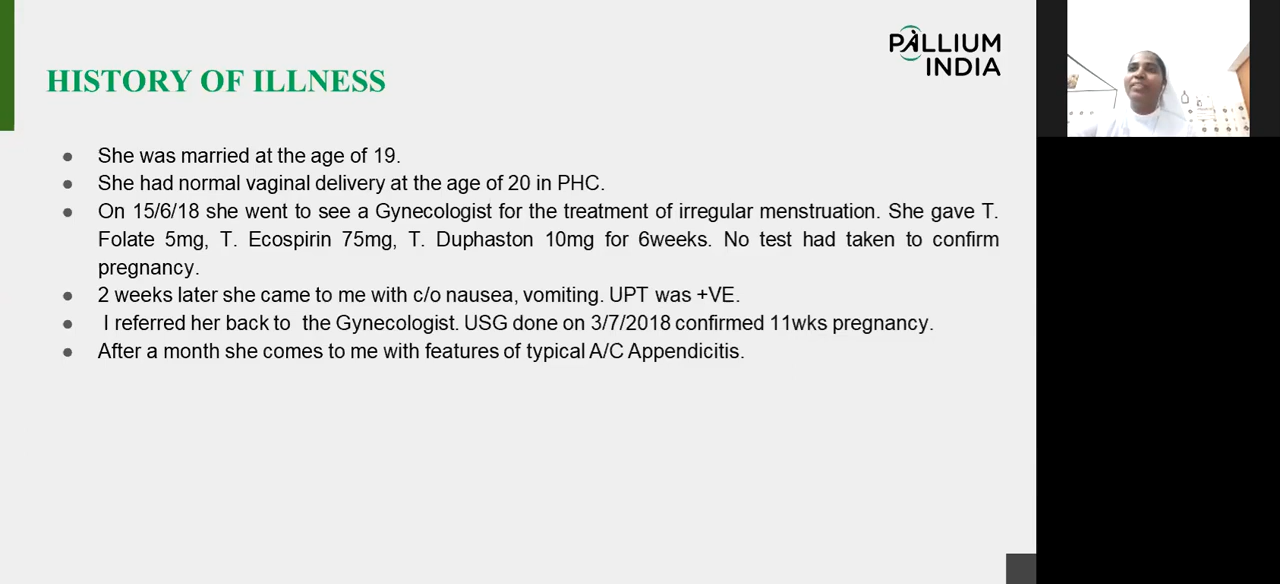 PALLIUM
INDIA
HISTORY OF ILLNESS
● She was married at the age of 19.
● She had normal vaginal delivery at the age of 20 in PHC.
● On 15/6/18 she went to see a Gynecologist for the treatment of irregular menstruation. She gave T.
Folate 5mg, T. Ecospirin 75mg, T. Duphaston 10mg for 6weeks. No test had taken to confirm
pregnancy.
● 2 weeks later she came to me with c/o nausea, vomiting. UPT was +VE.
● I referred her back to the Gynecologist. USG done on 3/7/2018 confirmed 11wks pregnancy.
● After a month she comes to me with features of typical A/C Appendicitis.